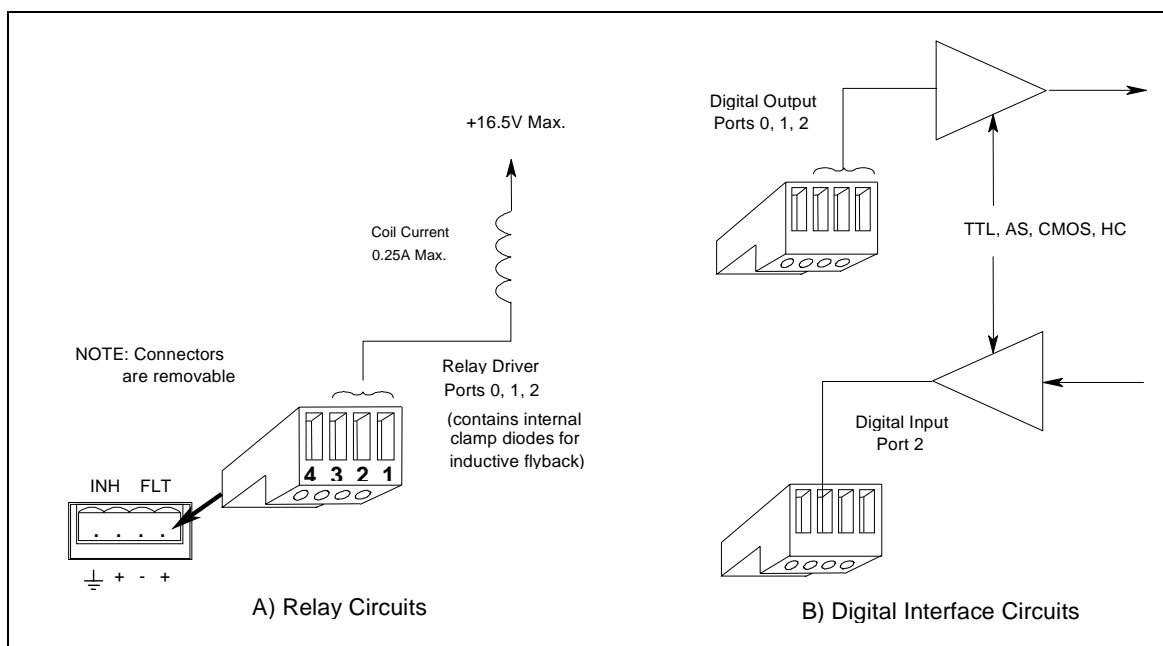 +16.5V Max.
Coil Current
0.25A Max.
NOTE: Connectors
are removable
Relay Driver
Ports 0, 1, 2
(contains internal
clamp diodes for
inductive flyback)
4 3 2 1
INH FLT
+ - +
A) Relay Circuits
Digital Output
Ports 0, 1, 2
TTL, AS, CMOS, HC
Digital Input
Port 2
B) Digital Interface Circuits